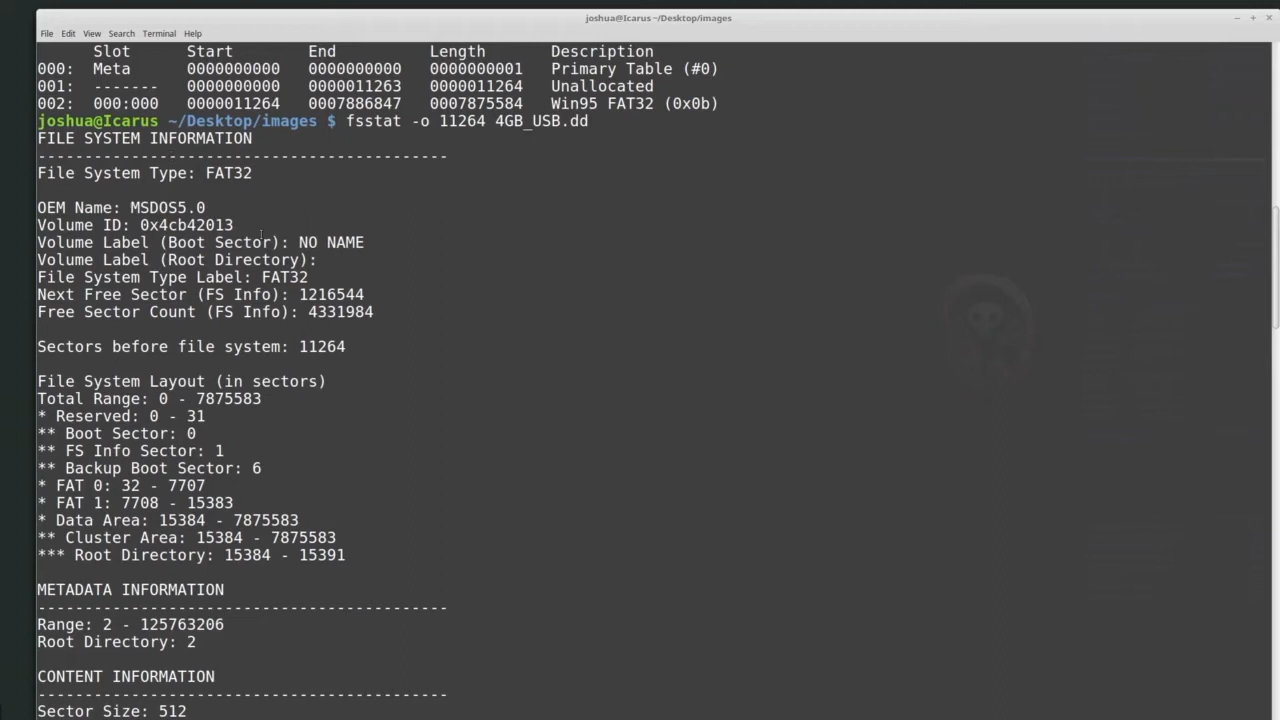 joshua@Icarus ~/Desktop/images
File Edit View Search Terminal Help
Slot Start End Length Description
000: Meta 0000000000 0000000000 0000000001 Primary Table (#0)
001: ------- 0000000000 0000011263 0000011264 Unallocated
002: 000:000 0000011264 0007886847 0007875584 Win95 FAT32 (0x0b)
joshua@Icarus ~/Desktop/images $ fsstat -o 11264 4GB_USB.dd
FILE SYSTEM INFORMATION
--------------------------------------------
File System Type: FAT32
OEM Name: MSDOS5.0
Volume ID: 0x4cb42013
Volume Label (Boot Sector): NO NAME
Volume Label (Root Directory):
File System Type Label: FAT32
Next Free Sector (FS Info): 1216544
Free Sector Count (FS Info): 4331984
Sectors before file system: 11264
File System Layout (in sectors)
Total Range: 0 - 7875583
* Reserved: 0 - 31
** Boot Sector: 0
** FS Info Sector: 1
** Backup Boot Sector: 6
* FAT 0: 32 - 7707
* FAT 1: 7708 - 15383
* Data Area: 15384 - 7875583
** Cluster Area: 15384 - 7875583
*** Root Directory: 15384 - 15391
METADATA INFORMATION
--------------------------------------------
Range: 2 - 125763206
Root Directory: 2
CONTENT INFORMATION
--------------------------------------------
Sector Size: 512